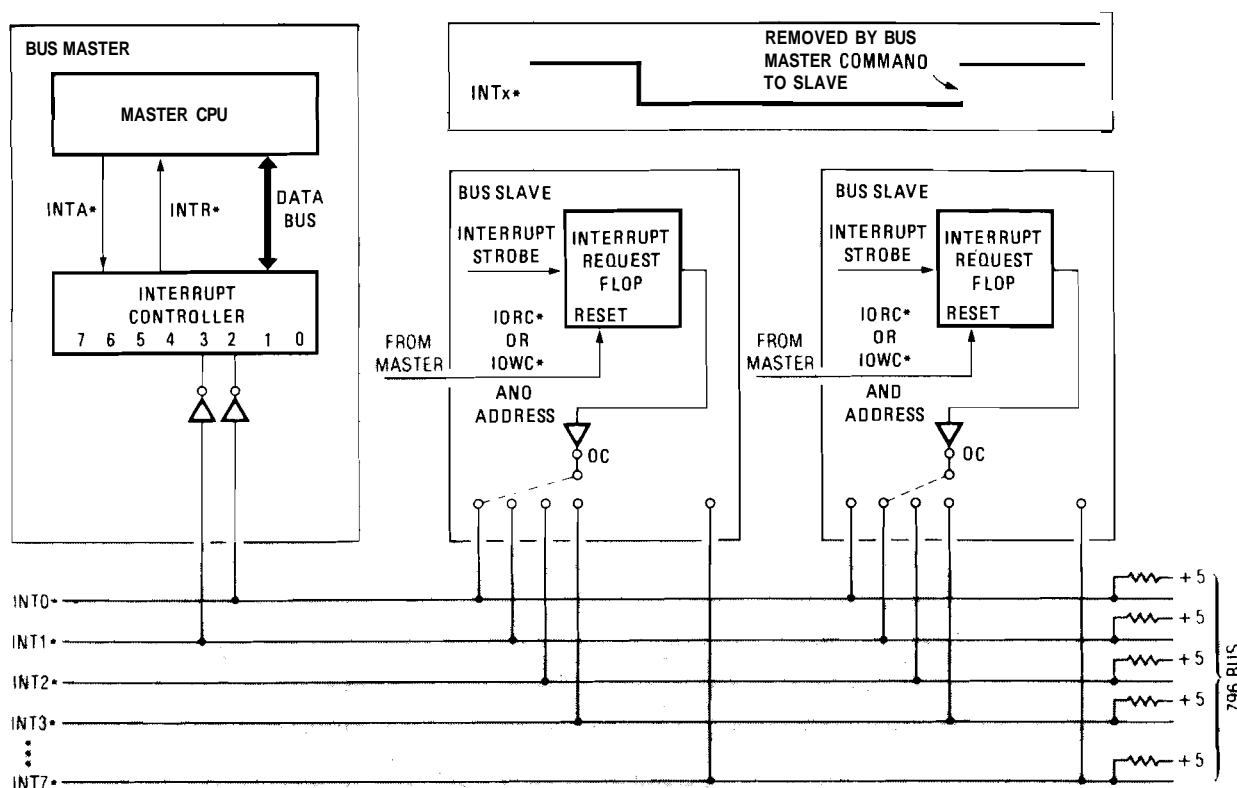 BUS MASTER
MASTER CPU
INTA*
INTR*
DATA
BUS
INTERRUPT
CONTROLLER
7 6 5 4 3 2 1 0
INTx*
REMOVED BY BUS
MASTER COMMANO
TO SLAVE
BUS SLAVE
INTERRUPT
STROBE
INTERRUPT
REQUEST
FLOP
RESET
FROM
MASTER
IORC*
OR
IOWC*
ANO
ADDRESS
OC
BUS SLAVE
INTERRUPT
STROBE
INTERRUPT
REQUEST
FLOP
RESET
FROM
MASTER
IORC*
OR
IOWC*
AND
ADDRESS
OC
INT0*
+5
INT1*
+5
INT2*
+5
INT3*
+5
INT7*
+5
796 BUS